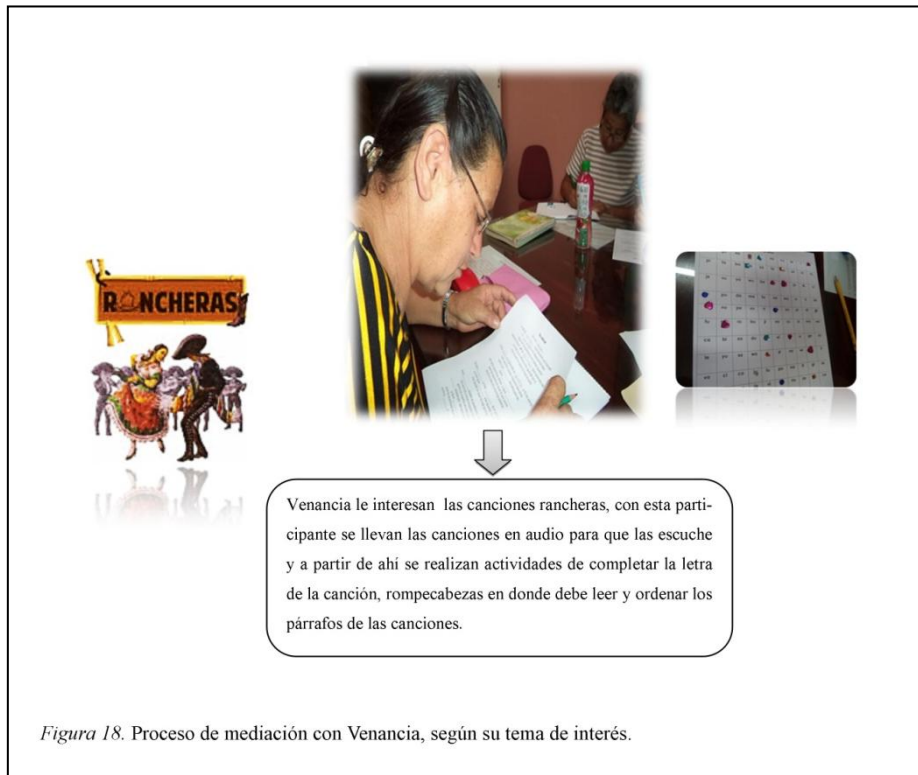 RANCHERAS
Venancia le interesan las canciones rancheras, con esta parti-
cipante se llevan las canciones en audio para que las escuche
y a partir de ahí se realizan actividades de completar la letra
de la canción, rompecabezas en donde debe leer y ordenar los
párrafos de las canciones.
Figura 18. Proceso de mediación con Venancia, según su tema de interés.